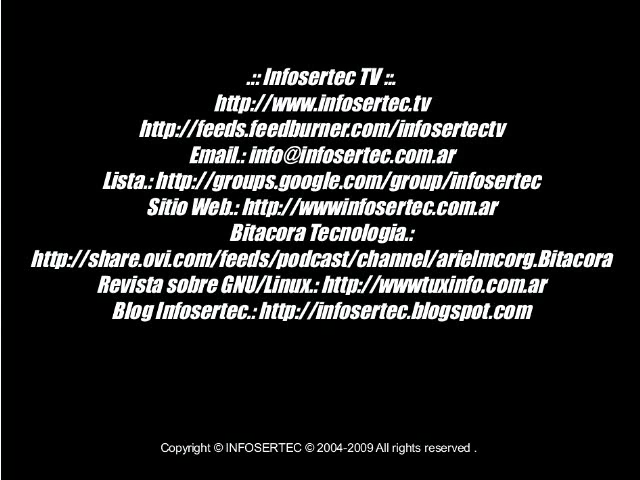 .:: Infosertec TV ::.
http://www.infosertec.tv
http://feeds.feedburner.com/infosertectv
Email.: info@infosertec.com.ar
Lista.: http://groups.google.com/group/infosertec
Sitio Web.: http://wwwinfosertec.com.ar
Bitacora Tecnologia.:
http://share.ovi.com/feeds/podcast/channel/arielmcorg.Bitacora
Revista sobre GNU/Linux.: http://wwwtuxinfo.com.ar
Blog Infosertec.: http://infosertec.blogspot.com
Copyright © INFOSERTEC © 2004-2009 All rights reserved .